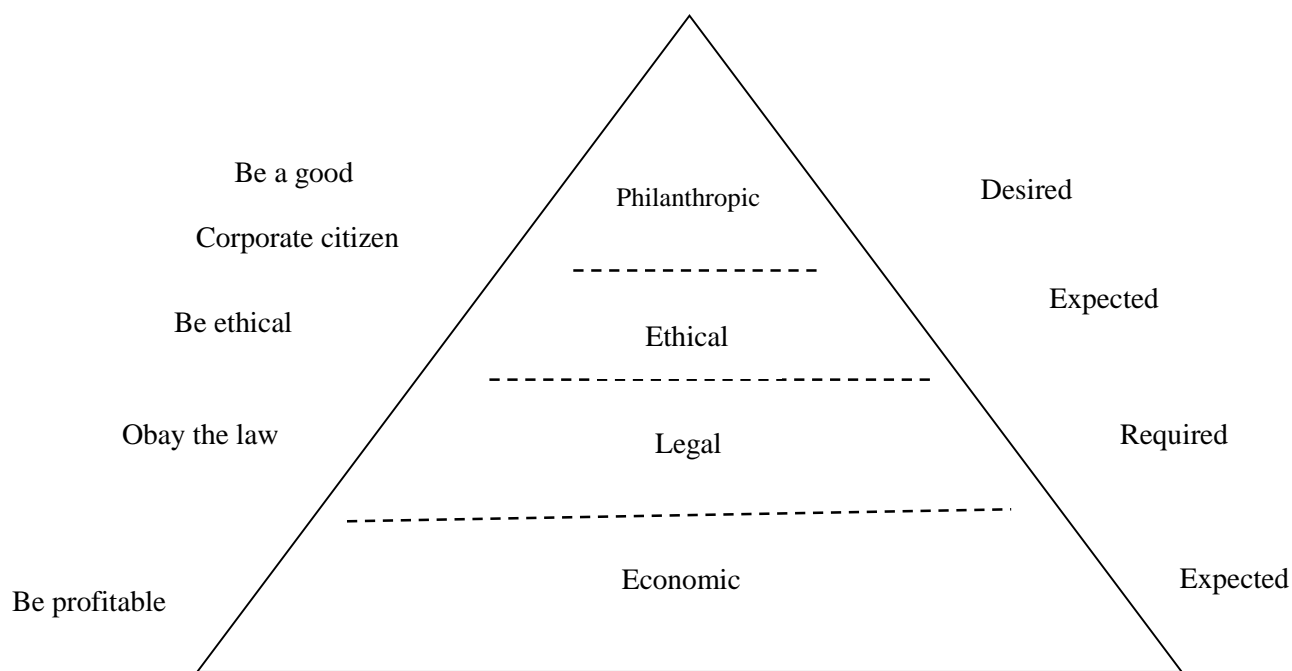 Be a good
Philanthropic
Desired
Corporate citizen
Expected
Be ethical
Ethical
Obay the law
Legal
Required
Be profitable
Economic
Expected